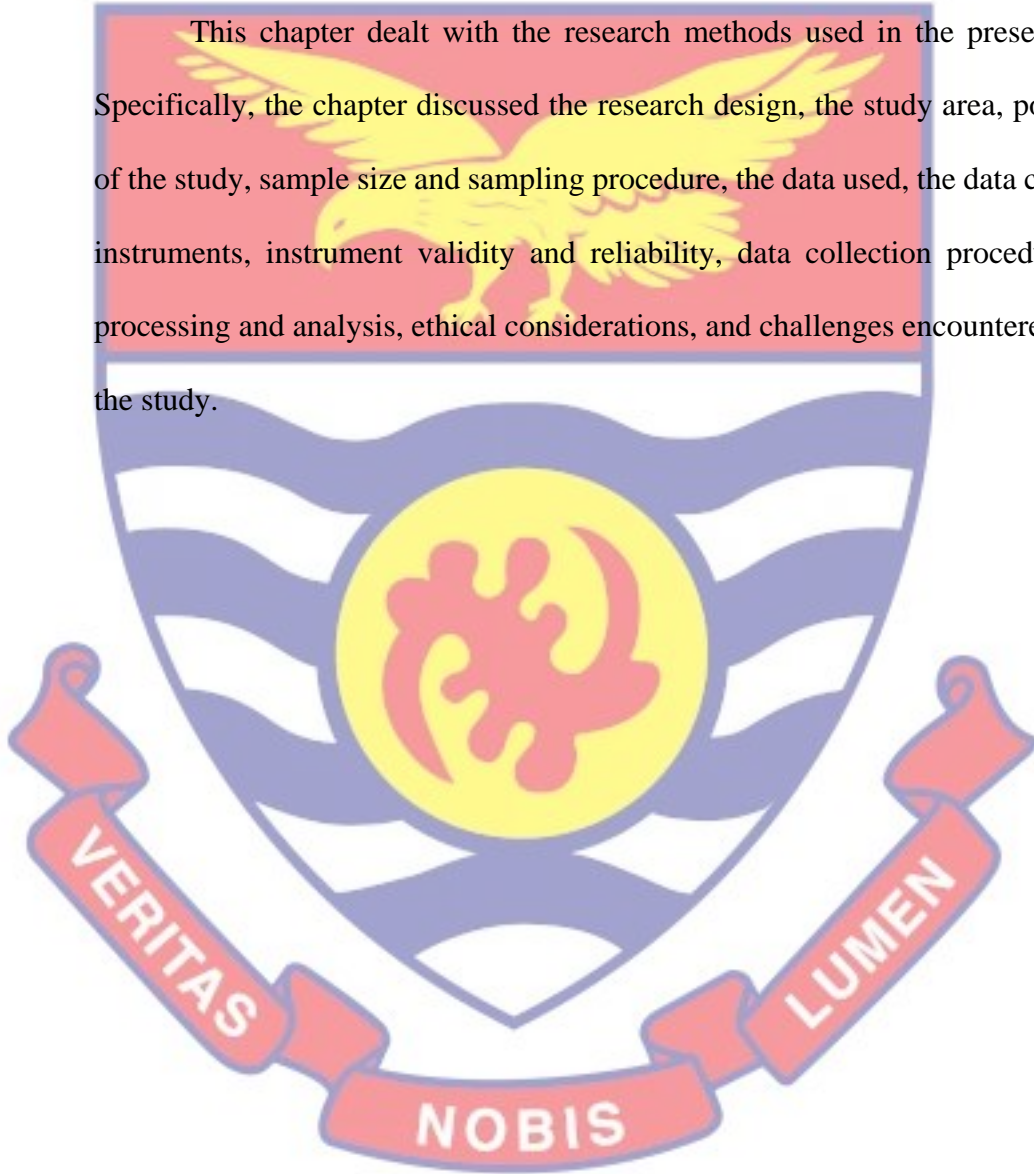 This chapter dealt with the research methods used in the prese
Specifically, the chapter discussed the research design, the study area, po
of the study, sample size and sampling procedure, the data used, the data c
instruments, instrument validity and reliability, data collection proced
processing and analysis, ethical considerations, and challenges encountere
the study.
VERITAS
NOBIS
LUMEN